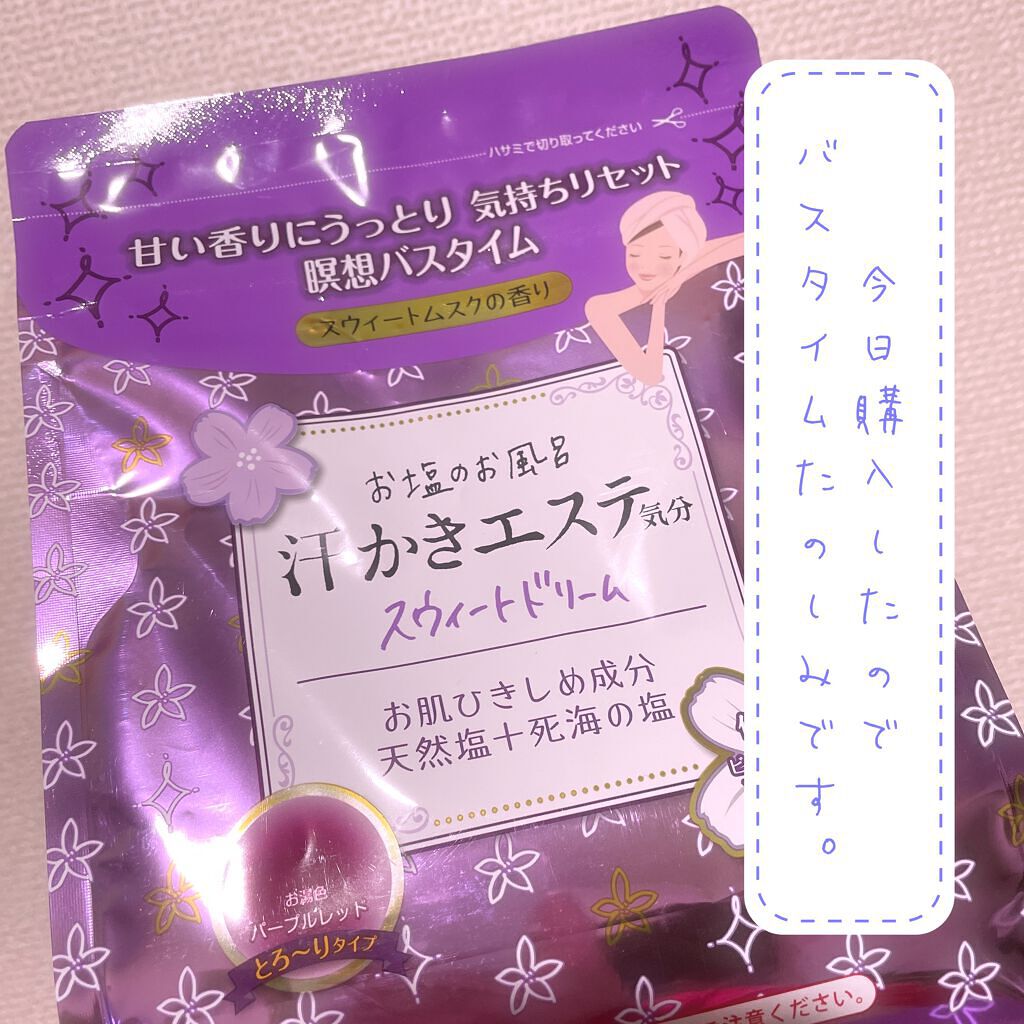 ハサミで切り取ってください
甘い香りにうっとり 気持ちリセット
瞑想バスタイム
スウィートムスクの香り
お塩のお風呂
汗かきエステ気分
スウィートドリーム
お肌ひきしめ成分
天然塩+死海の塩
お湯色
パープルレッド
とろ〜りタイプ
注意ください。
今日購入したので
バスタイムたのしみです。